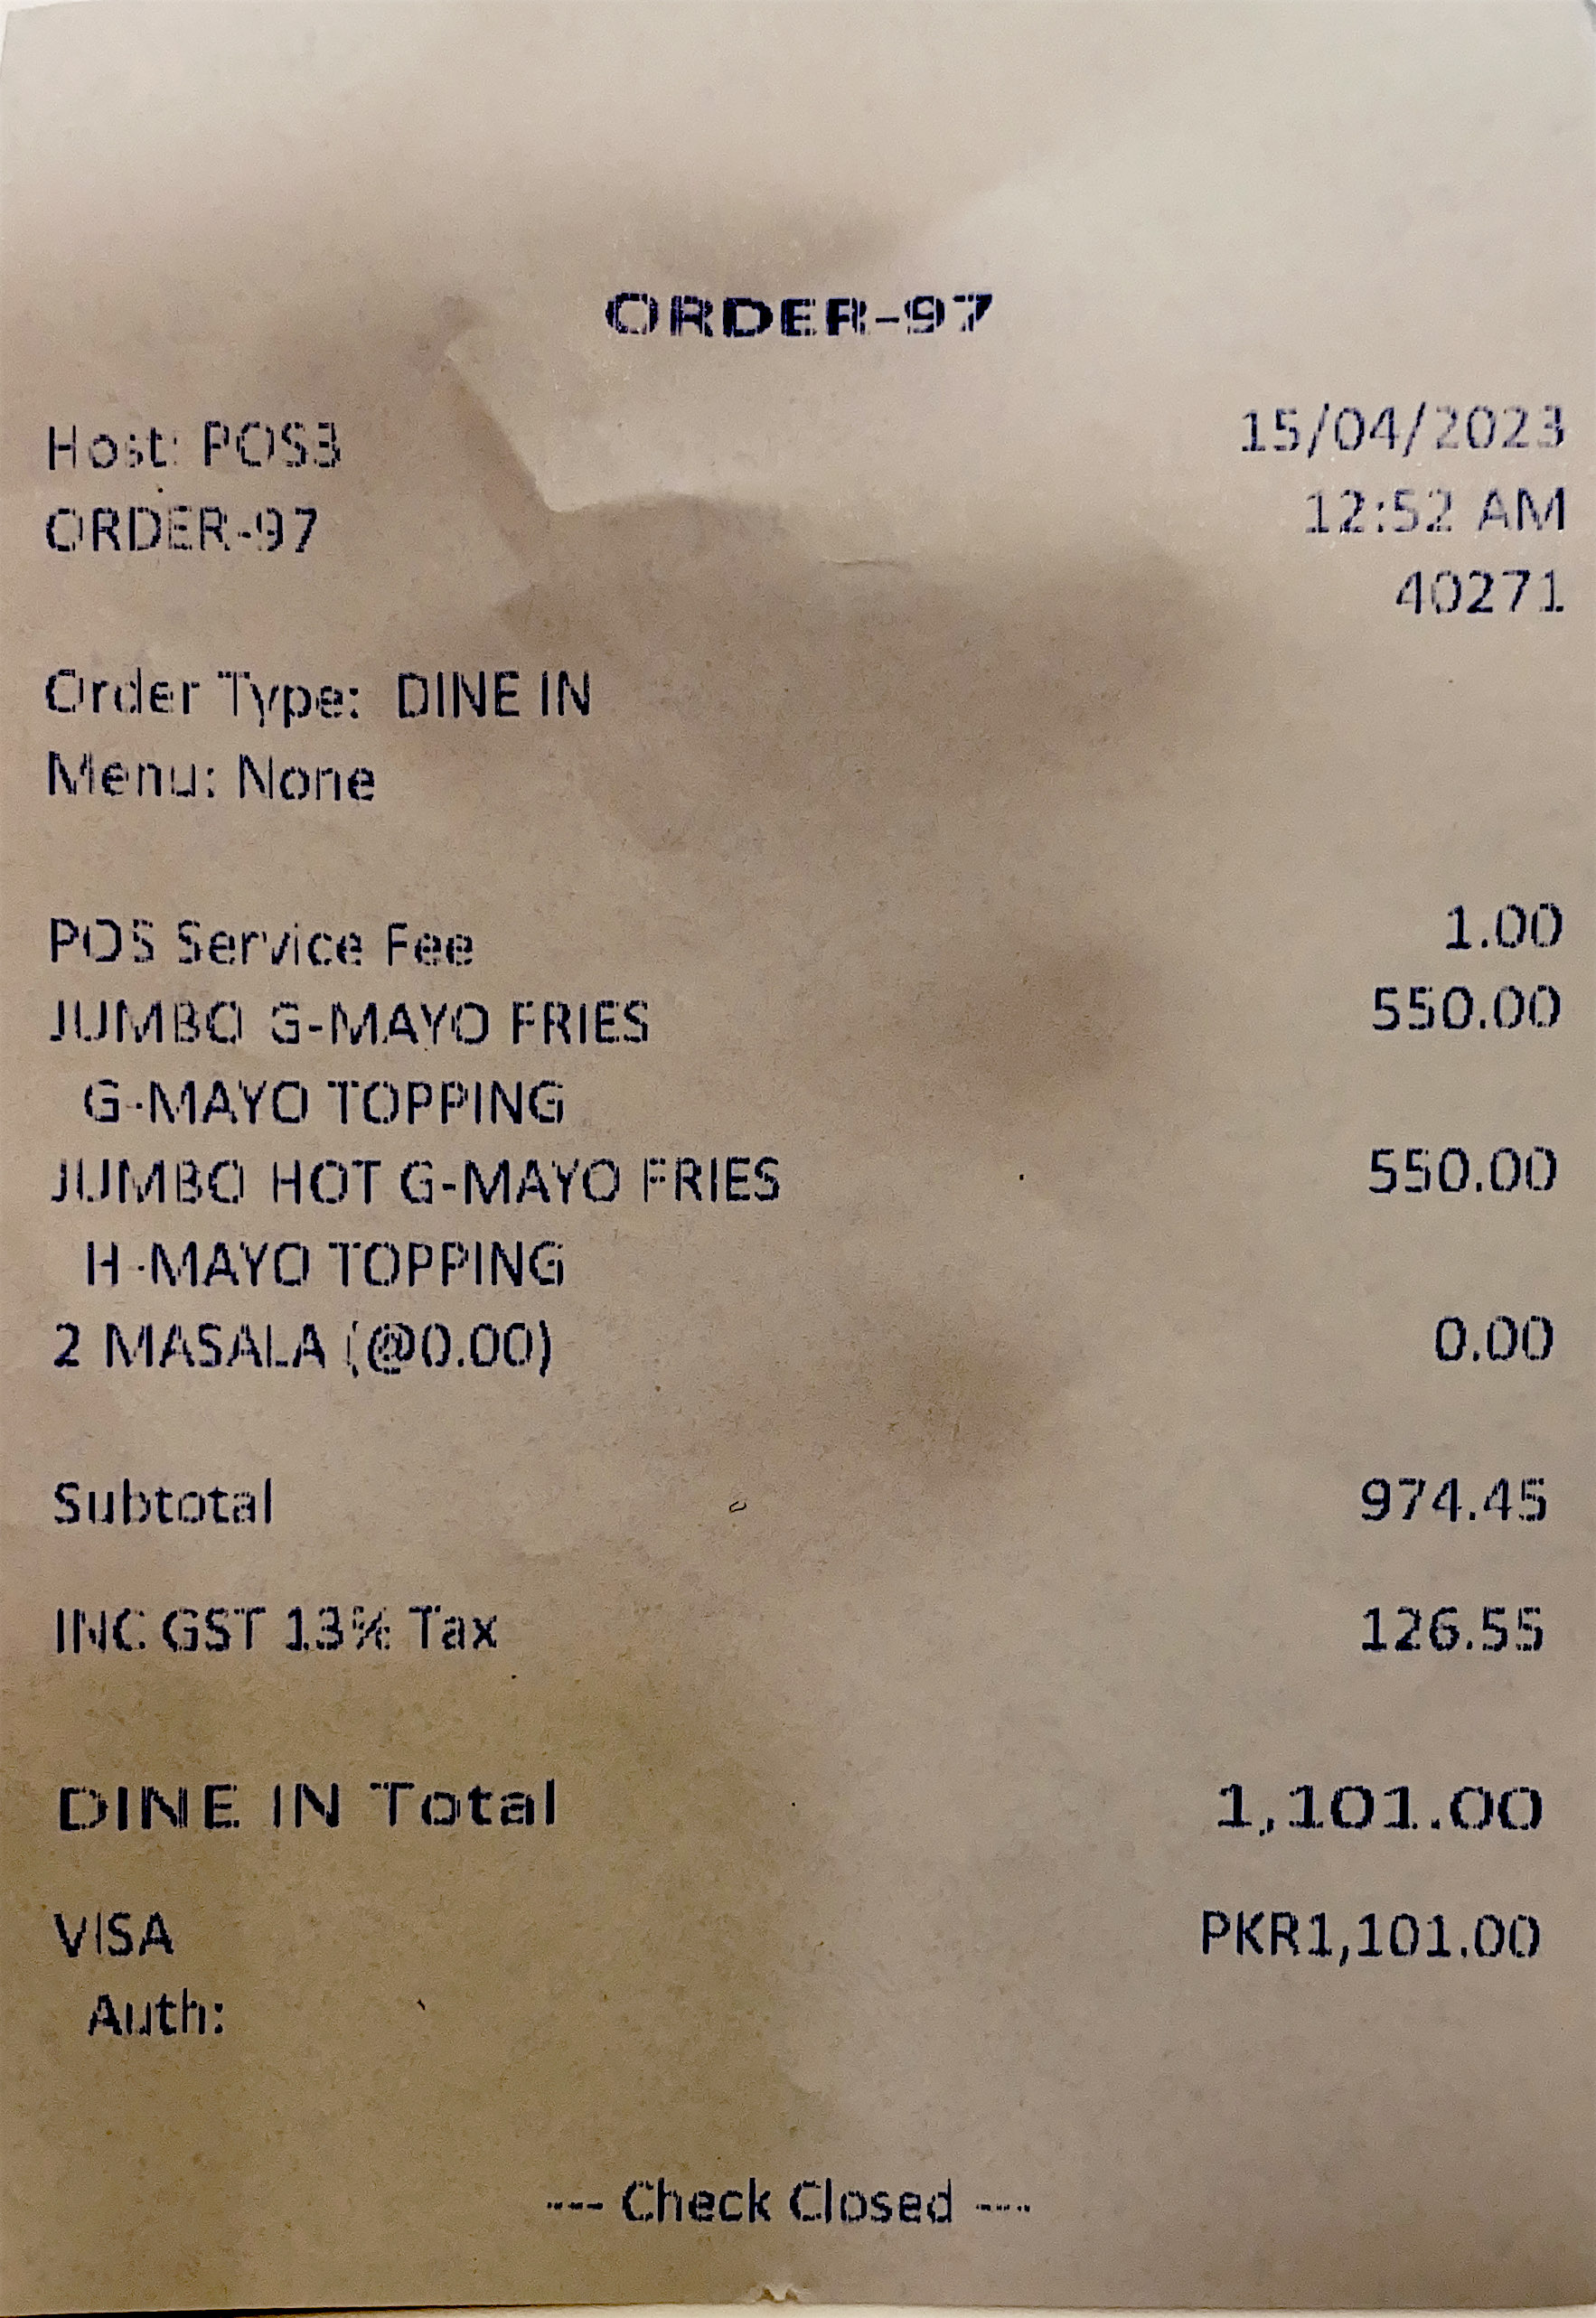 ORDER-97
Host: POS3 15/04/2023
ORDER-97 12:52 AM
40271
Order Type: DINE IN
Menu: None
POS Service Fee 1.00
JUMBO G-MAYO FRIES 550.00
G-MAYO TOPPING
JUMBO HOT G-MAYO FRIES 550.00
H-MAYO TOPPING
2 MASALA (@0.00) 0.00
Subtotal 974.45
INC GST 13% Tax 126.55
DINE IN Total 1,101.00
VISA PKR1,101.00
Auth:
--- Check Closed ---